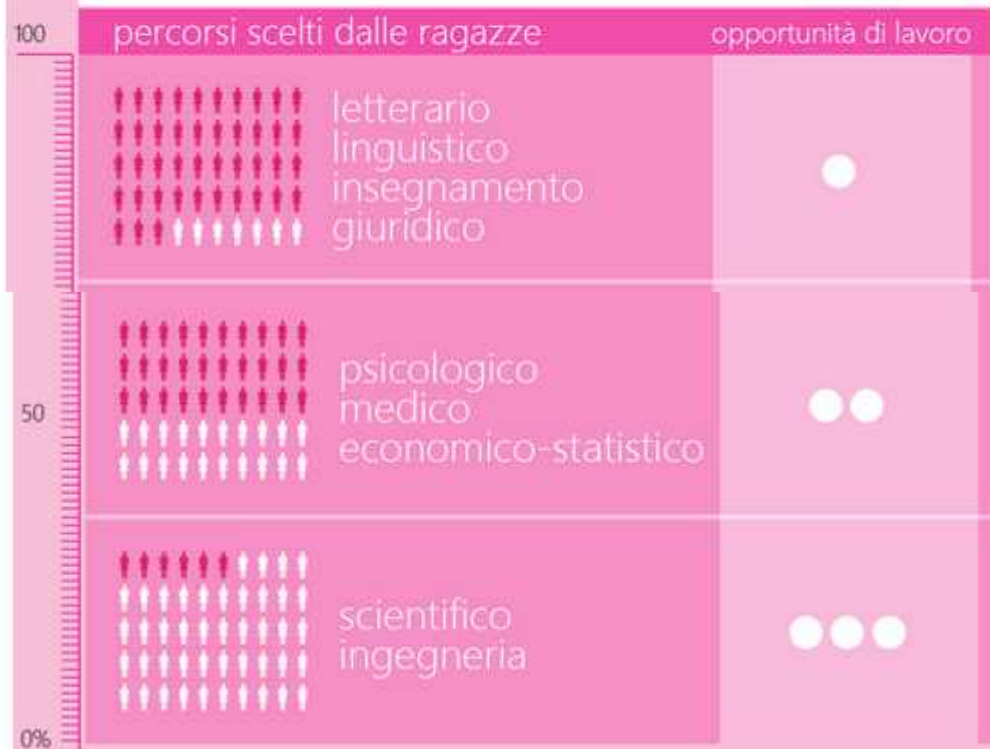 100
percorsi scelti dalle ragazze
opportunità di lavoro
letterario
linguistico
insegnamento
giuridico
50
psicologico
medico
economico-statistico
scientifico
ingegneria
0%